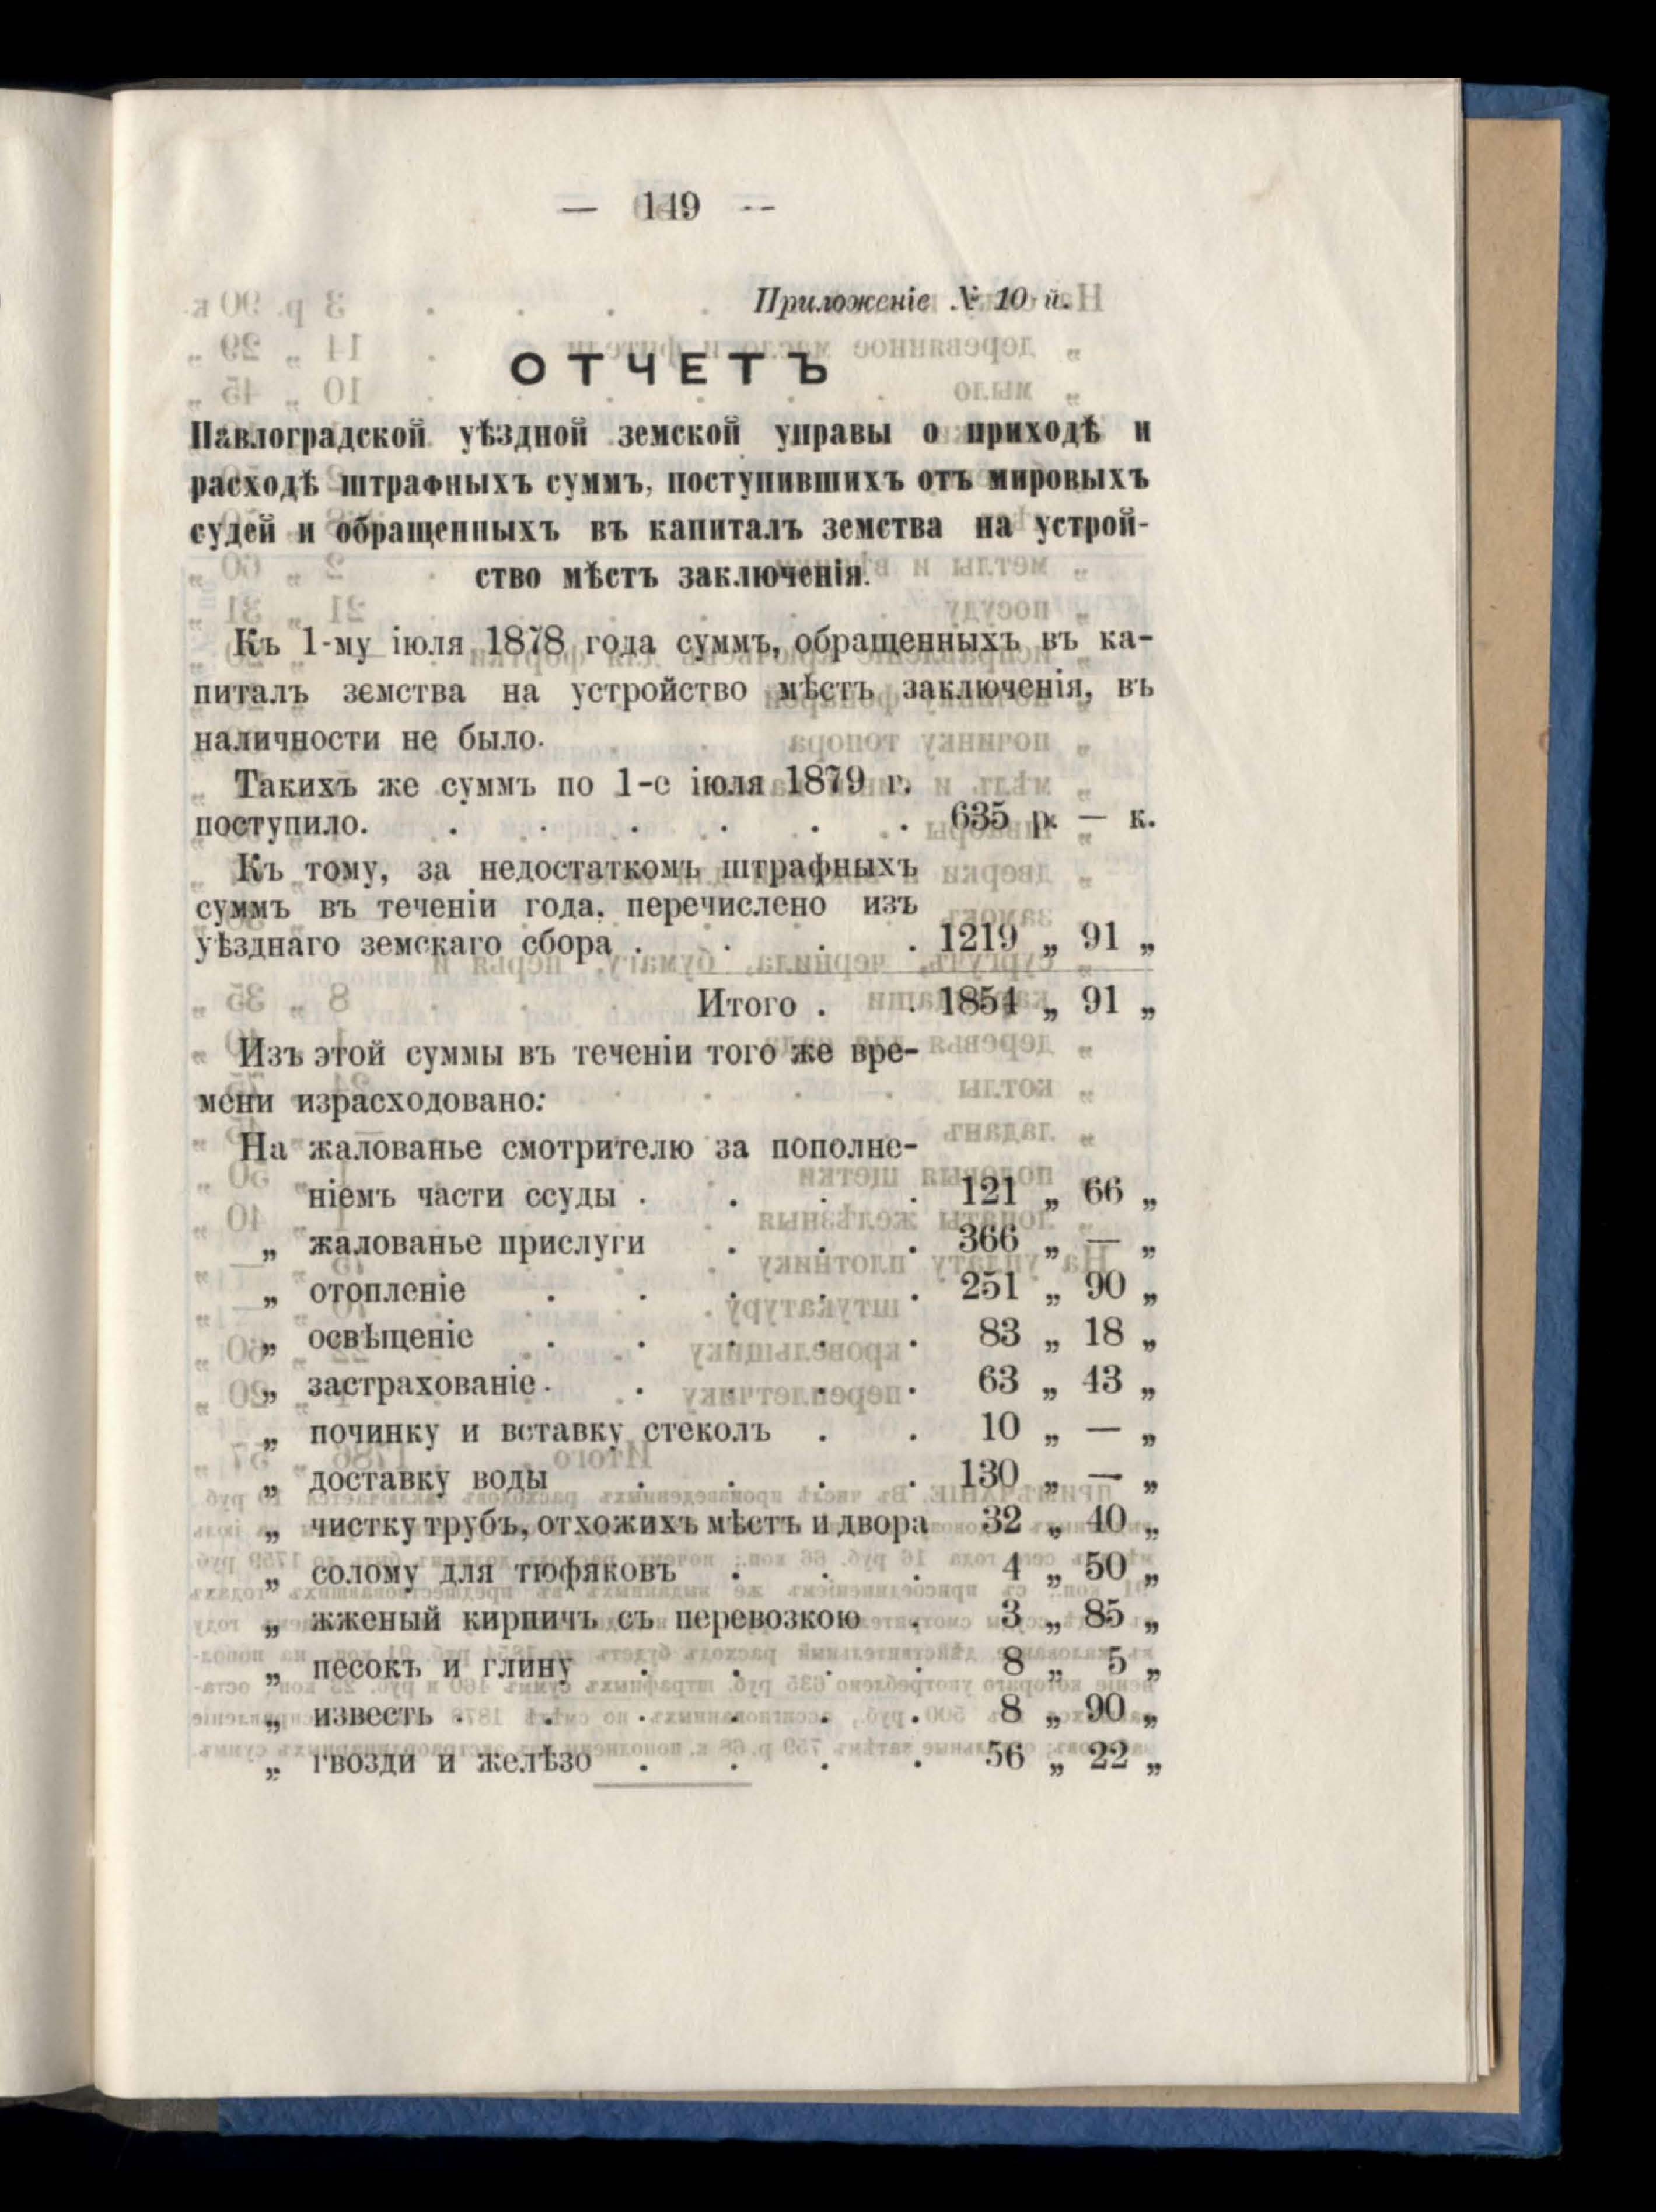 — 149 —
Приложеніе № 10-й.
ОТЧЕТЪ
Павлоградской уѣздной земской управы о приходѣ и
расходѣ штрафныхъ суммъ, поступившихъ отъ мировыхъ
судей и обращенныхъ въ капиталъ земства на устрой-
ство мѣстъ заключенія.
Къ 1-му іюля 1878 года суммъ, обращенныхъ въ ка-
питалъ земства на устройство мѣстъ заключенія, въ
наличности не было.
Такихъ же суммъ по 1-е іюля 1879 г.
поступило. . . . . . . 635 р. — к.
Къ тому, за недостаткомъ штрафныхъ
суммъ въ теченіи года, перечислено изъ
уѣзднаго земскаго сбора . . . . 1219 „ 91 „
Итого . . 1854 „ 91 „
Изъ этой суммы въ теченіи того же вре-
мени израсходовано:
На жалованье смотрителю за пополне-
ніемъ части ссуды . . . . 121 „ 66 „
„ жалованье прислуги . . . 366 „ — „
„ отопленіе . . . . . 251 „ 90 „
„ освѣщеніе . . . . . 83 „ 18 „
„ застрахованіе . . . . . 63 „ 43 „
„ починку и вставку стеколъ . . 10 „ — „
„ доставку воды . . . . 130 „ — „
„ чистку трубъ, отхожихъ мѣстъ и двора 32 „ 40 „
„ солому для тюфяковъ . . . 4 „ 50 „
„ жженый кирпичъ съ перевозкою . 3 „ 85 „
„ песокъ и глину . . . . 8 „ 5 „
„ известь . . . . . . 8 „ 90 „
„ гвозди и желѣзо . . . . 56 „ 22 „